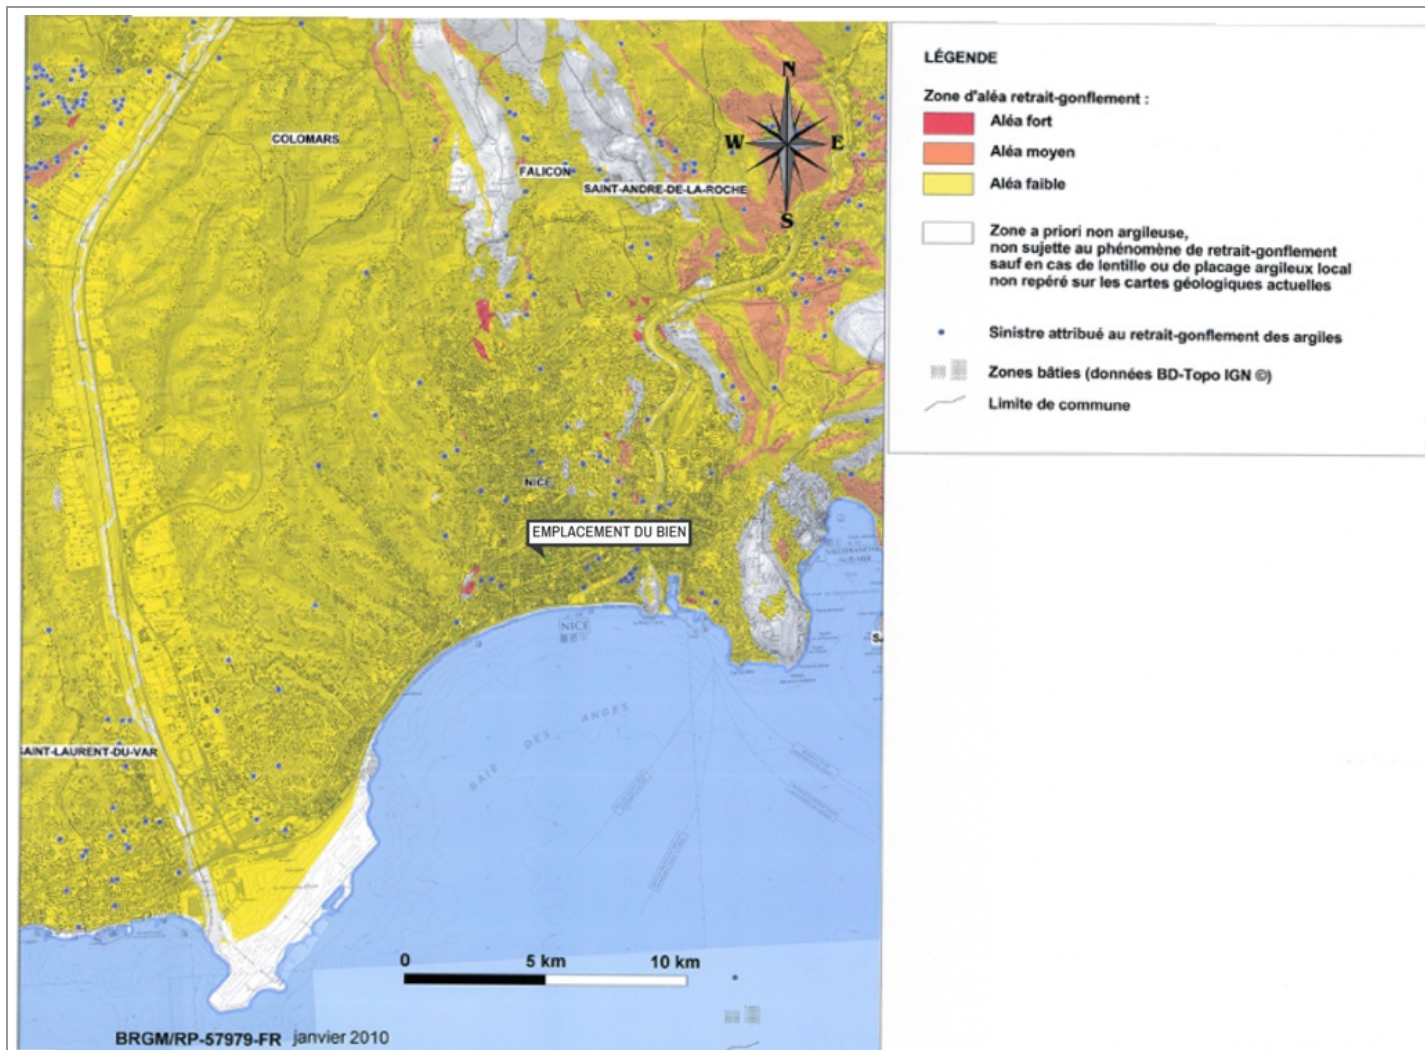 COLOMARS
FALICON
SAINT-ANDRE-DE-LA-ROCHE
N
W
E
S
NICE
EMPLACEMENT DU BIEN
NICE
BAIE DES ANGES
SAINT-LAURENT-DU-VAR
0
5 km
10 km
BRGM/RP-57979-FR janvier 2010
LÉGENDE
Zone d'aléa retrait-gonflement :
Aléa fort
Aléa moyen
Aléa faible
Zone a priori non argileuse,
non sujette au phénomène de retrait-gonflement
sauf en cas de lentille ou de placage argileux local
non repéré sur les cartes géologiques actuelles
Sinistre attribué au retrait-gonflement des argiles
Zones bâties (données BD-Topo IGN ©)
Limite de commune